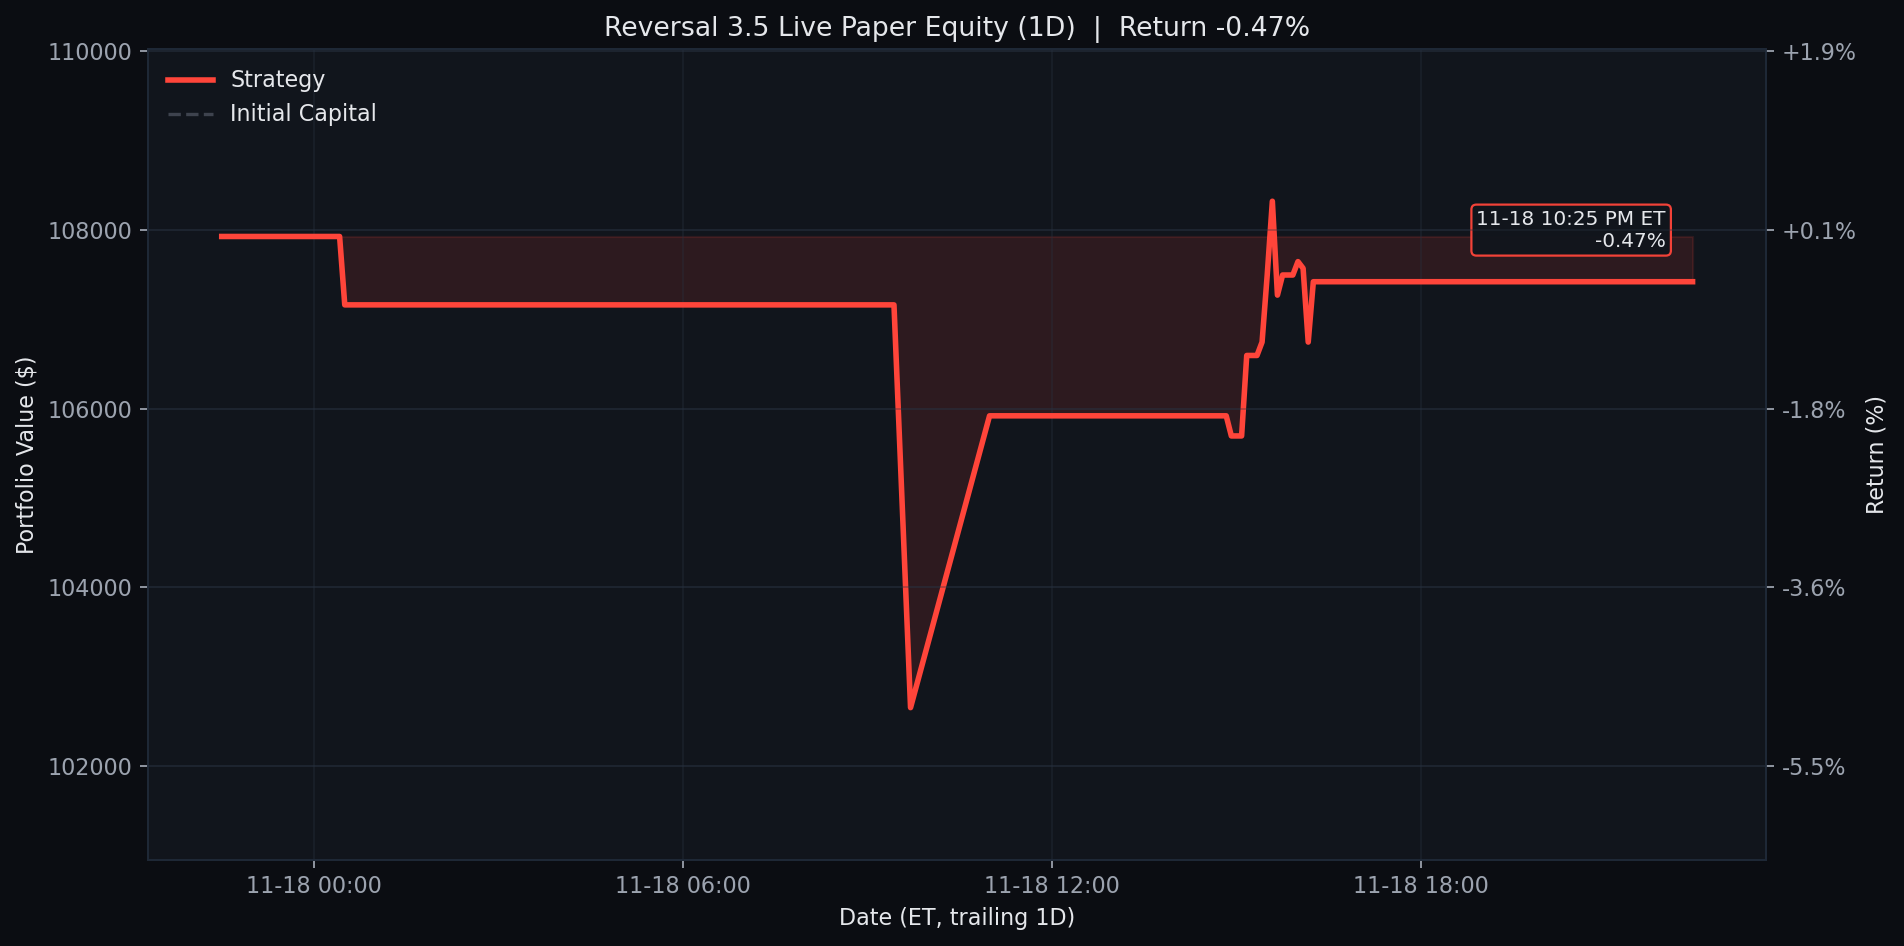 Reversal 3.5 Live Paper Equity (1D)  |  Return -0.47%
Strategy
Initial Capital
11-18 10:25 PM ET
-0.47%
Portfolio Value ($)
110000
108000
106000
104000
102000
+1.9%
+0.1%
-1.8%
-3.6%
-5.5%
Return (%)
11-18 00:00
11-18 06:00
11-18 12:00
11-18 18:00
Date (ET, trailing 1D)